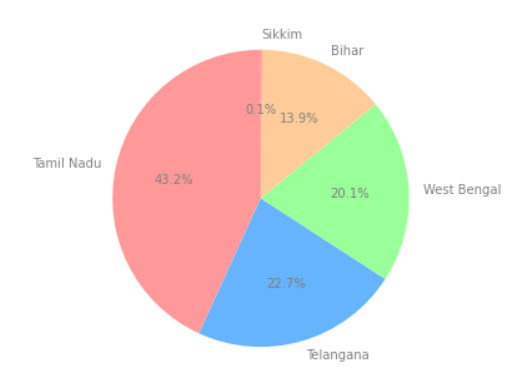 Sikkim
Bihar
0.1%
13.9%
Tamil Nadu
43.2%
West Bengal
20.1%
22.7%
Telangana